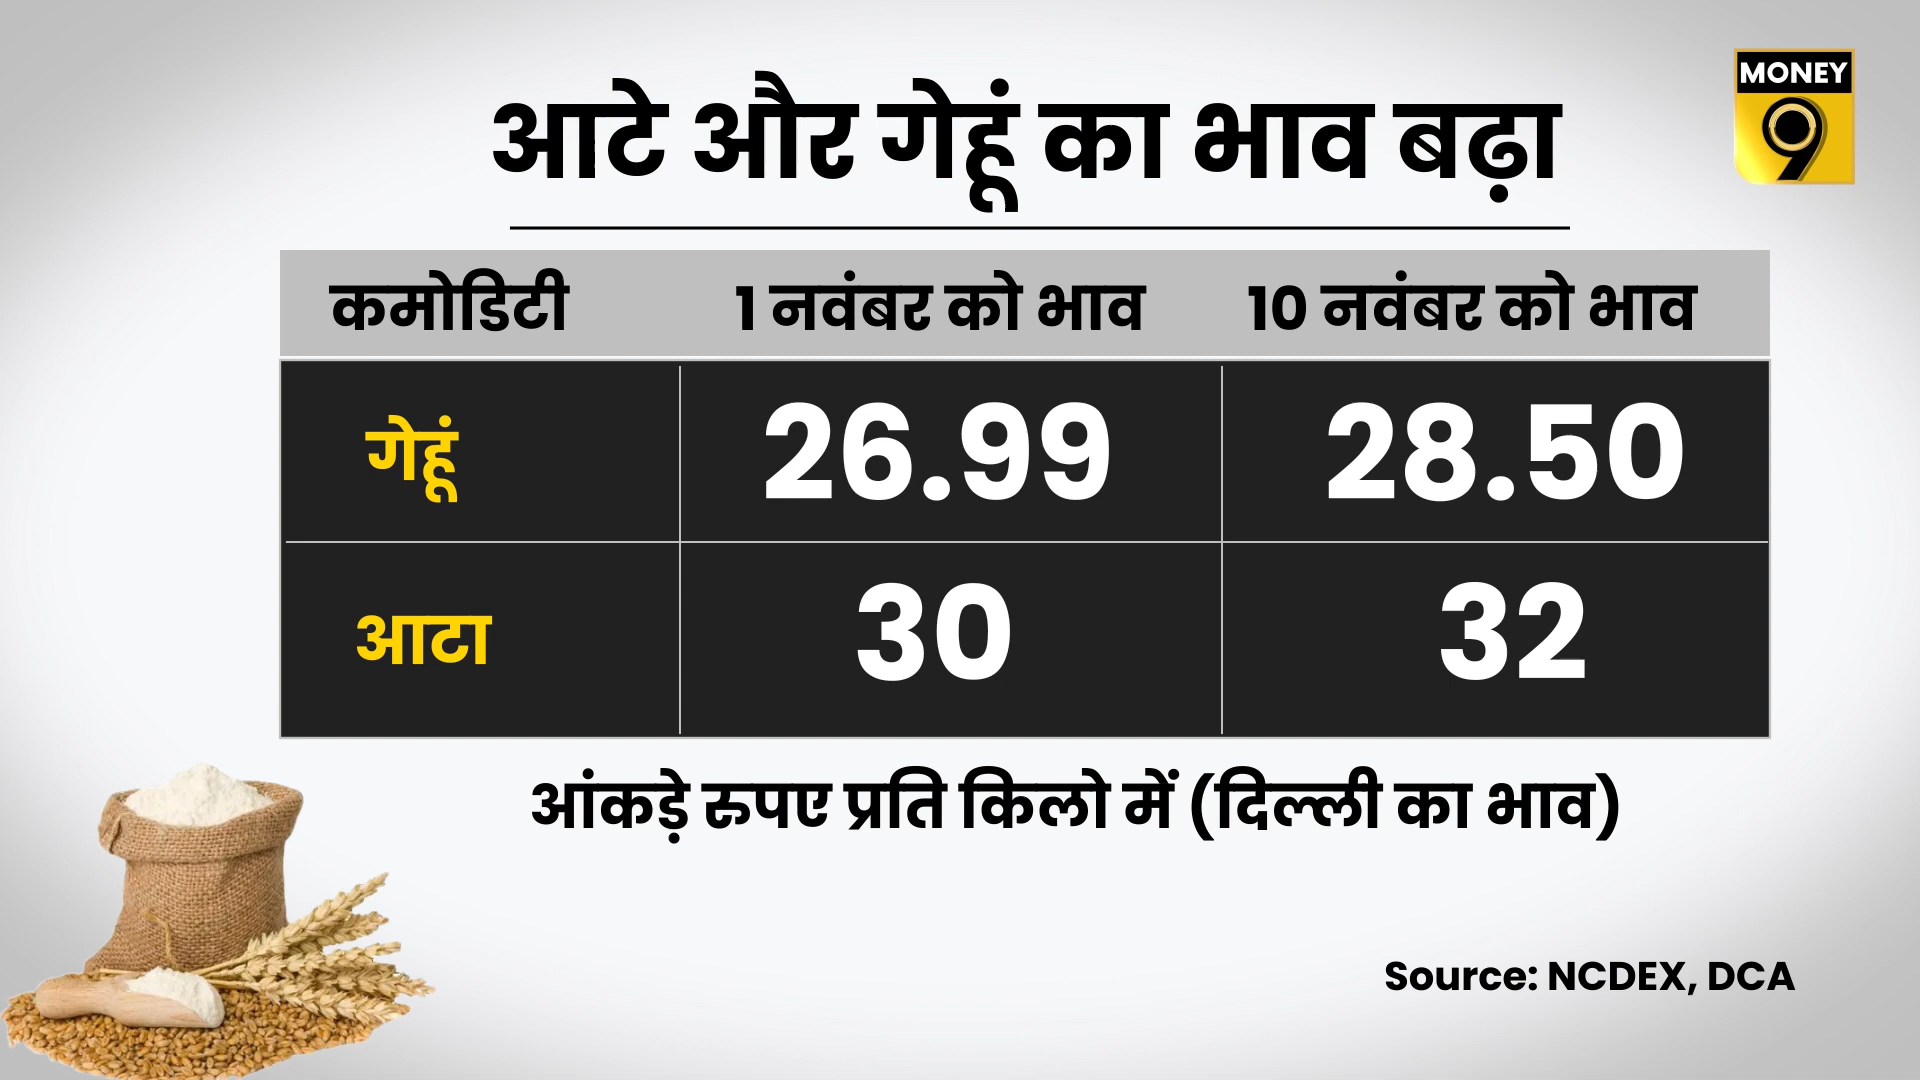 आटे और गेहूं का भाव बढ़ा
MONEY
9
कमोडिटी 1 नवंबर को भाव 10 नवंबर को भाव
गेहूं 26.99 28.50
आटा 30 32
आंकड़े रुपए प्रति किलो में (दिल्ली का भाव)
Source: NCDEX, DCA